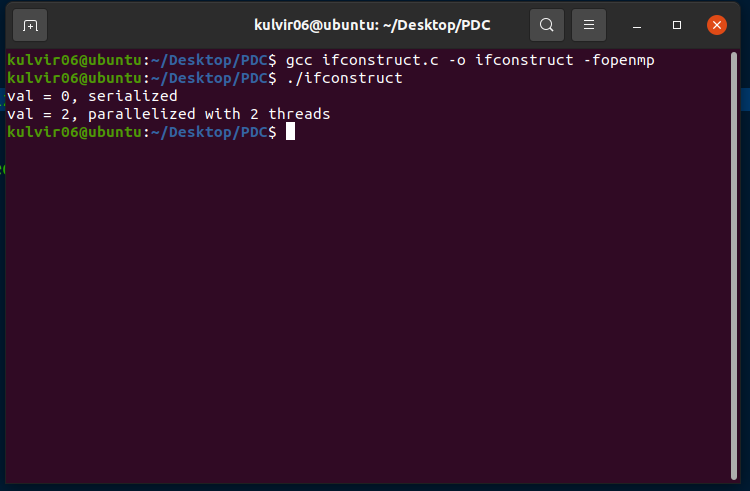 kulvir06@ubuntu: ~/Desktop/PDC
kulvir06@ubuntu:~/Desktop/PDC$ gcc ifconstruct.c -o ifconstruct -fopenmp
kulvir06@ubuntu:~/Desktop/PDC$ ./ifconstruct
val = 0, serialized
val = 2, parallelized with 2 threads
kulvir06@ubuntu:~/Desktop/PDC$